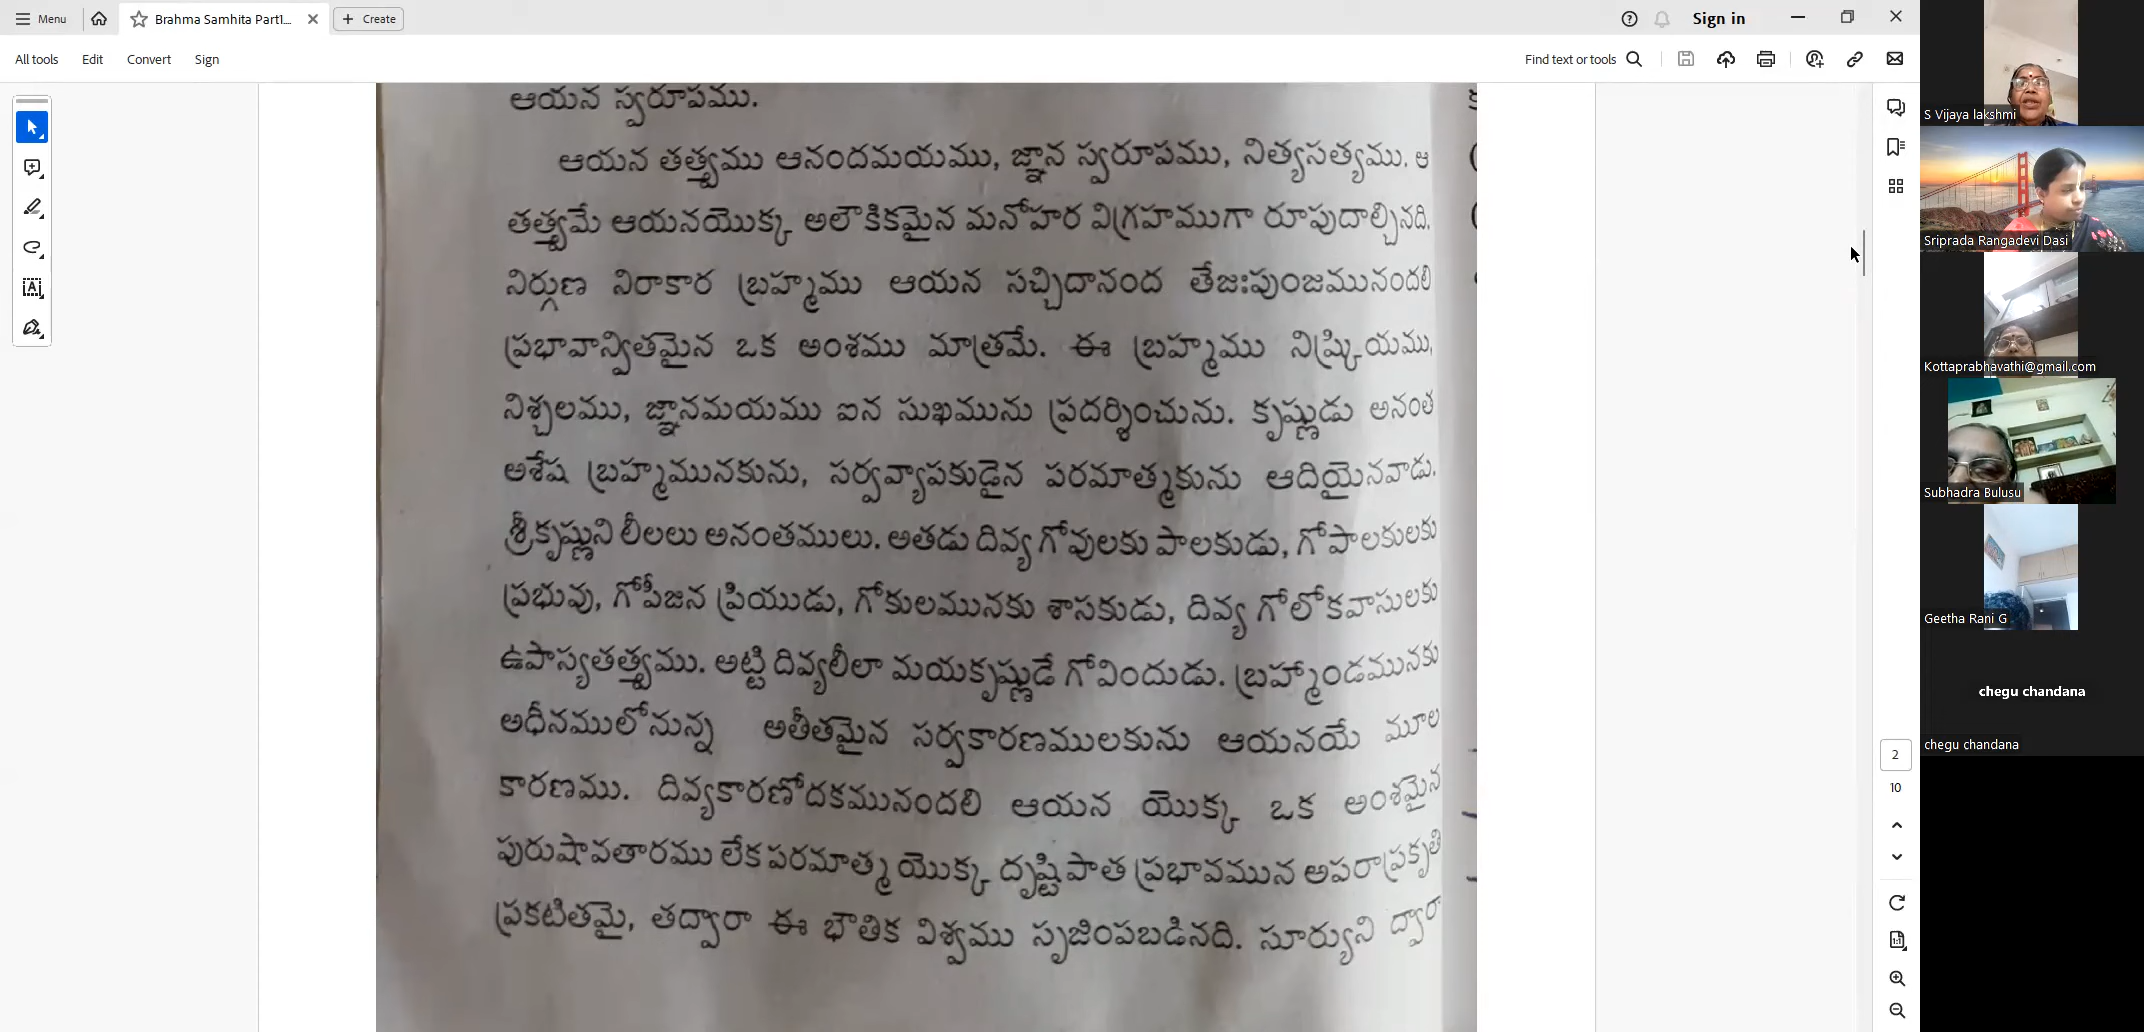 Menu
Brahma Samhita Part1...
Create
Sign in
All tools
Edit
Convert
Sign
Find text or tools
ఆయన స్వరూపము.
ఆయన తత్త్వము ఆనందమయము, జ్ఞాన స్వరూపము, నిత్యసత్యము. ఆ
తత్త్వమే ఆయనయొక్క అలౌకికమైన మనోహర విగ్రహముగా రూపుదాల్చినది.
నిర్గుణ నిరాకార బ్రహ్మము ఆయన సచ్చిదానంద తేజఃపుంజమునందలి
ప్రభావాన్వితమైన ఒక అంశము మాత్రమే. ఈ బ్రహ్మము నిష్క్రియము,
నిశ్చలము, జ్ఞానమయము ఐన సుఖమును ప్రదర్శించును. కృష్ణుడు అనంత
అశేష బ్రహ్మమునకును, సర్వవ్యాపకుడైన పరమాత్మకును ఆదియైనవాడు.
శ్రీకృష్ణుని లీలలు అనంతములు. అతడు దివ్య గోవులకు పాలకుడు, గోపాలకులకు
ప్రభువు, గోపీజన ప్రియుడు, గోకులమునకు శాసకుడు, దివ్య గోలోకవాసులకు
ఉపాస్యతత్త్వము. అట్టి దివ్యలీలా మయకృష్ణుడే గోవిందుడు. బ్రహ్మాండమునకు
అధీనములోనున్న అతీతమైన సర్వకారణములకును ఆయనయే మూల
కారణము. దివ్యకారణోదకమునందలి ఆయన యొక్క ఒక అంశమైన
పురుషావతారము లేక పరమాత్మ యొక్క దృష్టిపాత ప్రభావమున అపరాప్రకృతి
ప్రకటితమై, తద్వారా ఈ భౌతిక విశ్వము సృజింపబడినది. సూర్యుని ద్వారా
2
10
S Vijaya lakshmi
Sriprada Rangadevi Dasi
Kottaprabhavathi@gmail.com
Subhadra Bulusu
Geetha Rani G
chegu chandana
chegu chandana